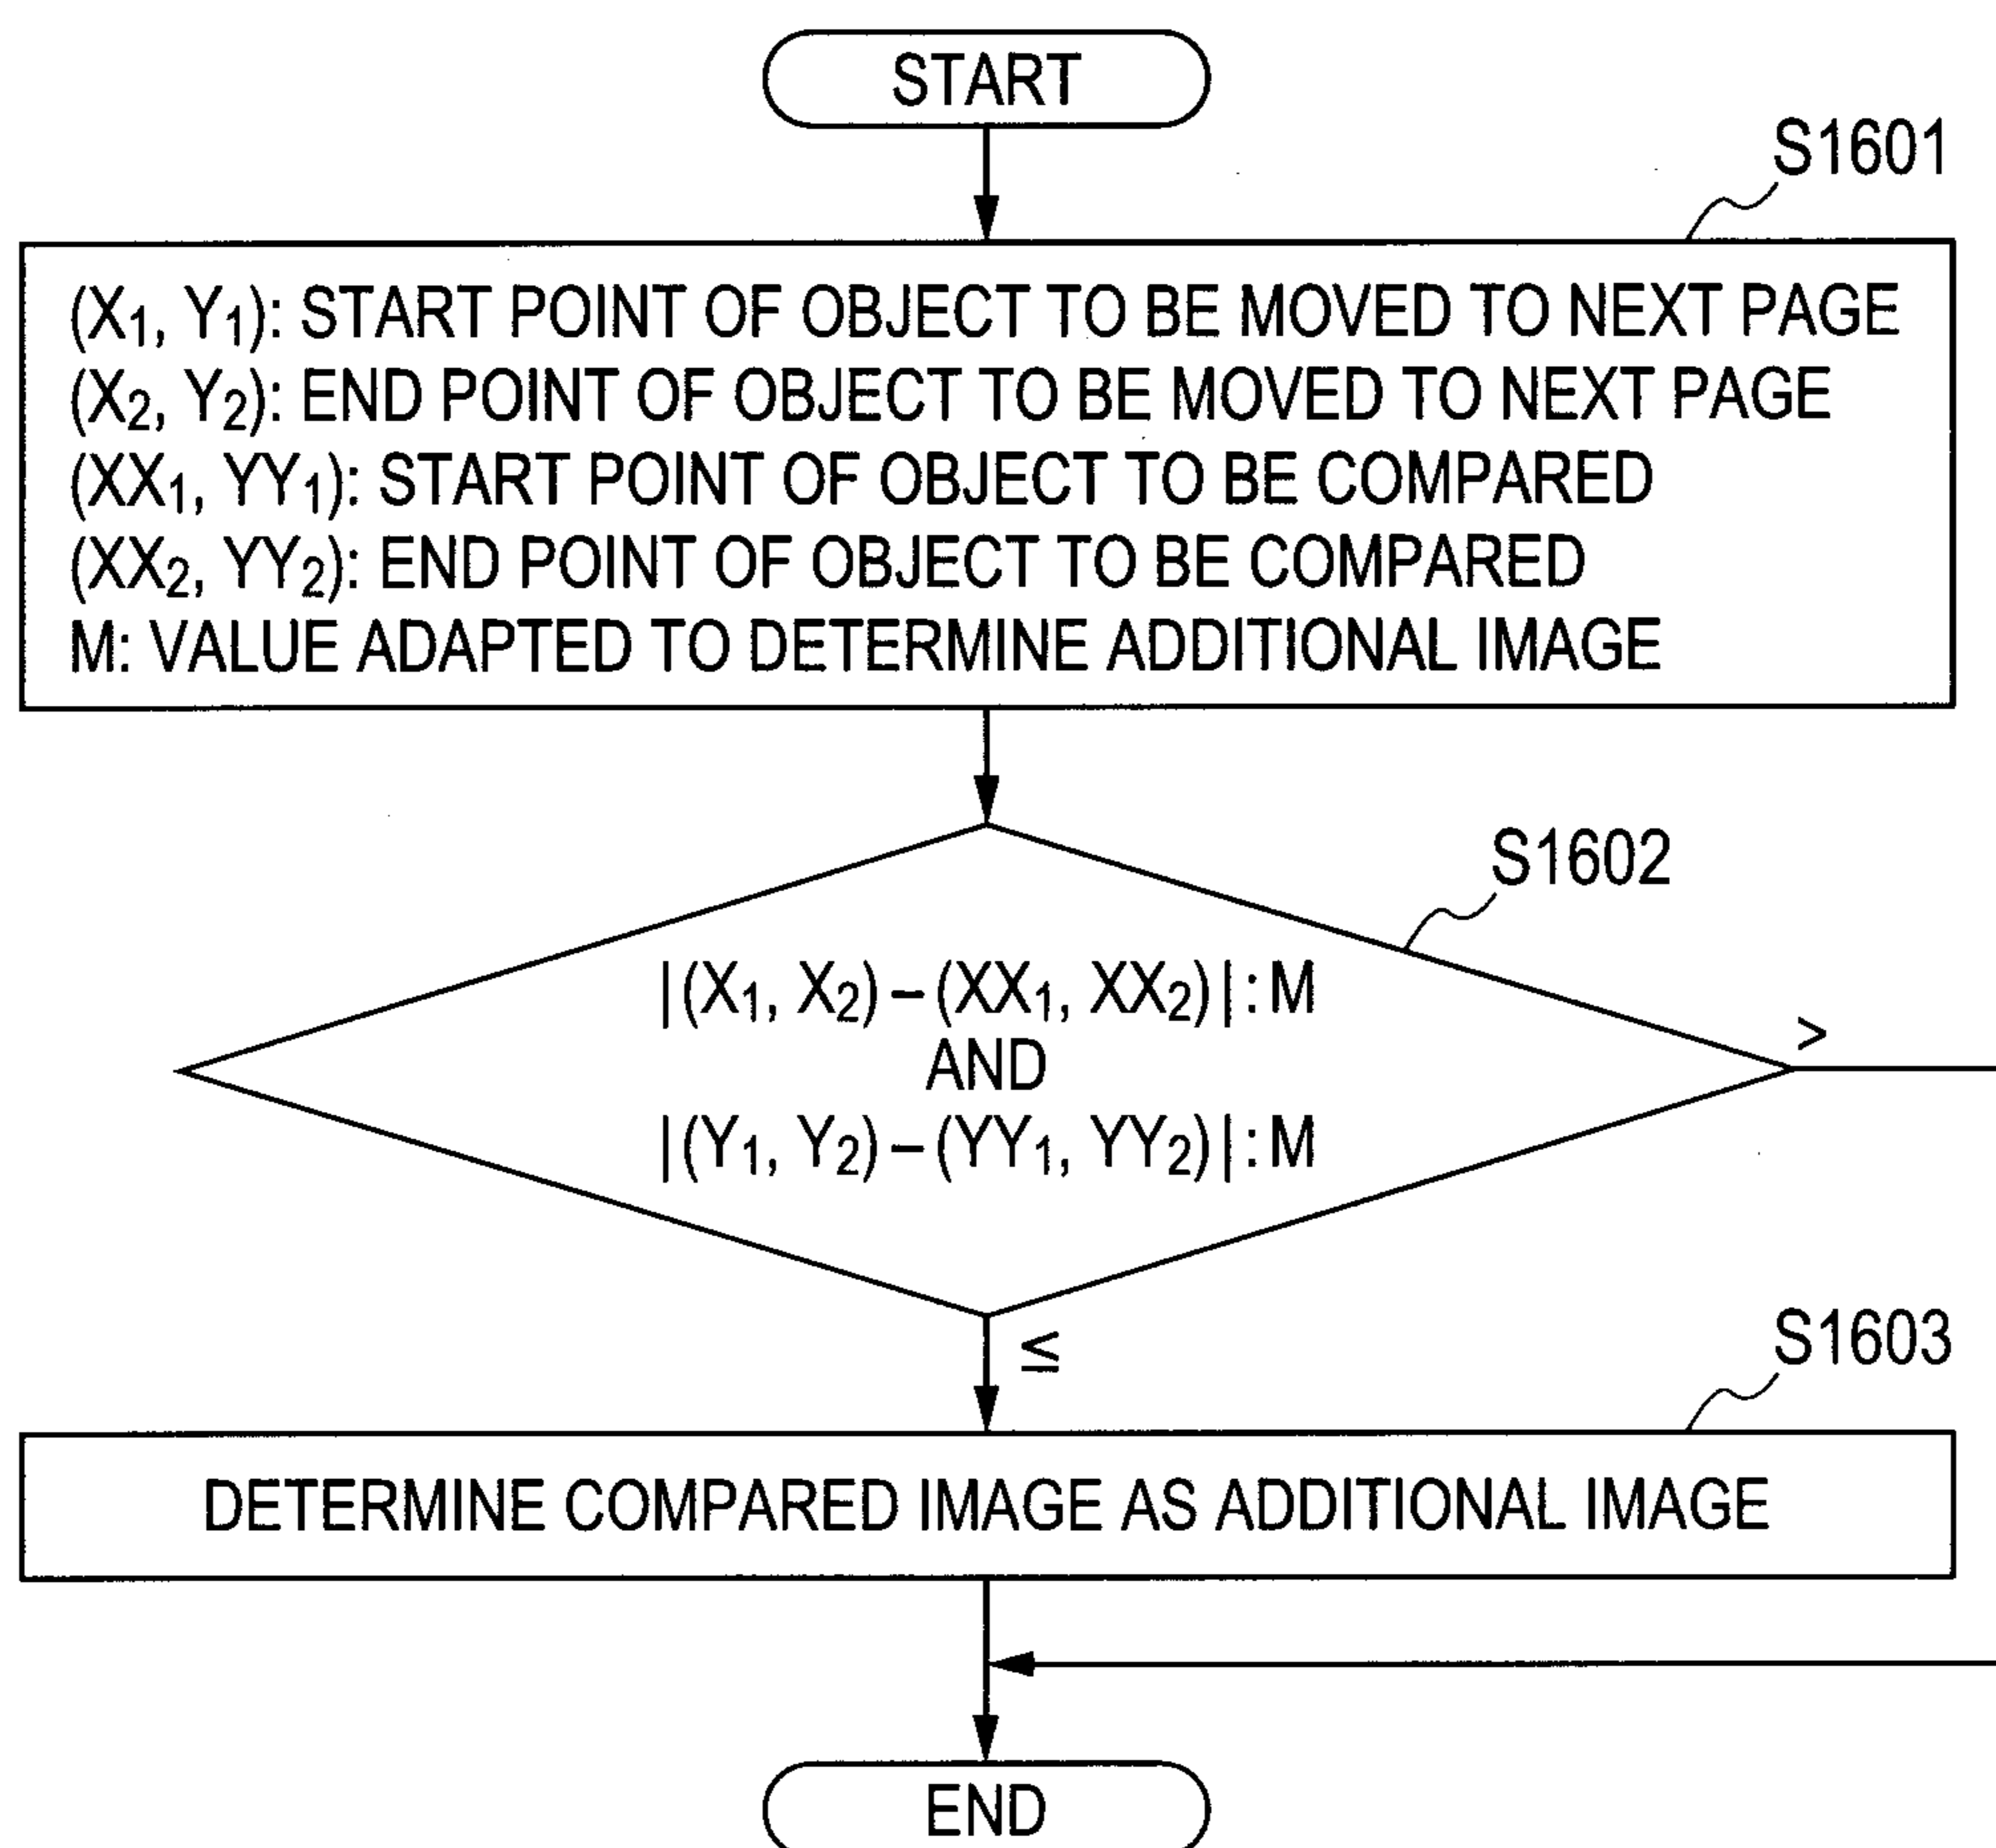 START
S1601
(X₁, Y₁): START POINT OF OBJECT TO BE MOVED TO NEXT PAGE
(X₂, Y₂): END POINT OF OBJECT TO BE MOVED TO NEXT PAGE
(XX₁, YY₁): START POINT OF OBJECT TO BE COMPARED
(XX₂, YY₂): END POINT OF OBJECT TO BE COMPARED
M: VALUE ADAPTED TO DETERMINE ADDITIONAL IMAGE
S1602
|(X₁, X₂)–(XX₁, XX₂)|:M
>
AND
|(Y₁, Y₂)–(YY₁, YY₂)|:M
≤
S1603
DETERMINE COMPARED IMAGE AS ADDITIONAL IMAGE
END